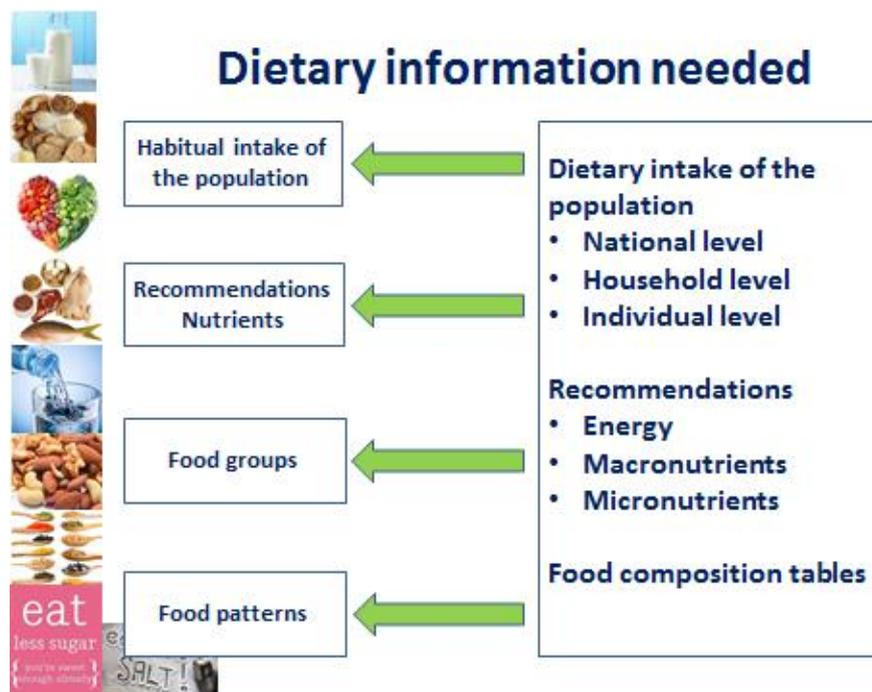 Dietary information needed
Habitual intake of
the population
Recommendations
Nutrients
Food groups
Food patterns
Dietary intake of the
population
• National level
• Household level
• Individual level
Recommendations
• Energy
• Macronutrients
• Micronutrients
Food composition tables
eat
less sugar
{ you're sweet
enough already }
SALT!